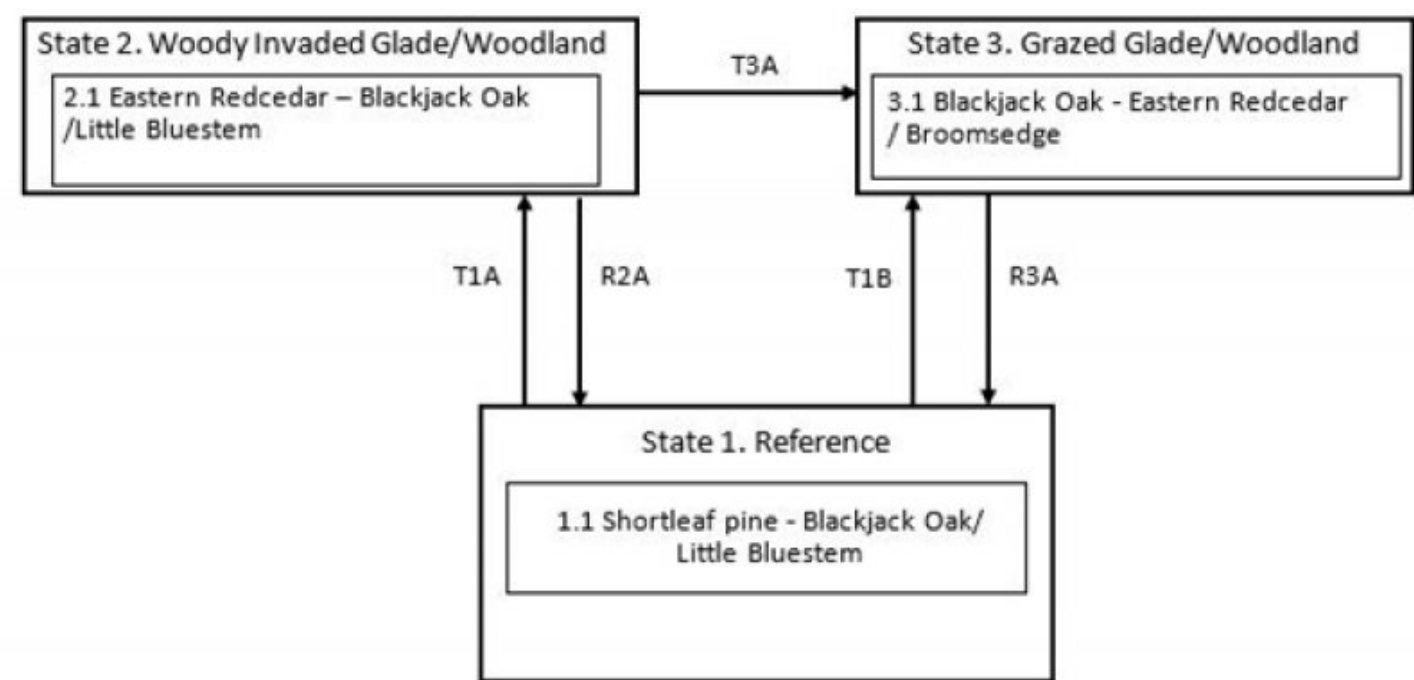 State 2. Woody Invaded Glade/Woodland
2.1 Eastern Redcedar – Blackjack Oak
/Little Bluestem
T3A
State 3. Grazed Glade/Woodland
3.1 Blackjack Oak - Eastern Redcedar
/ Broomsedge
T1A
R2A
T1B
R3A
State 1. Reference
1.1 Shortleaf pine - Blackjack Oak/
Little Bluestem